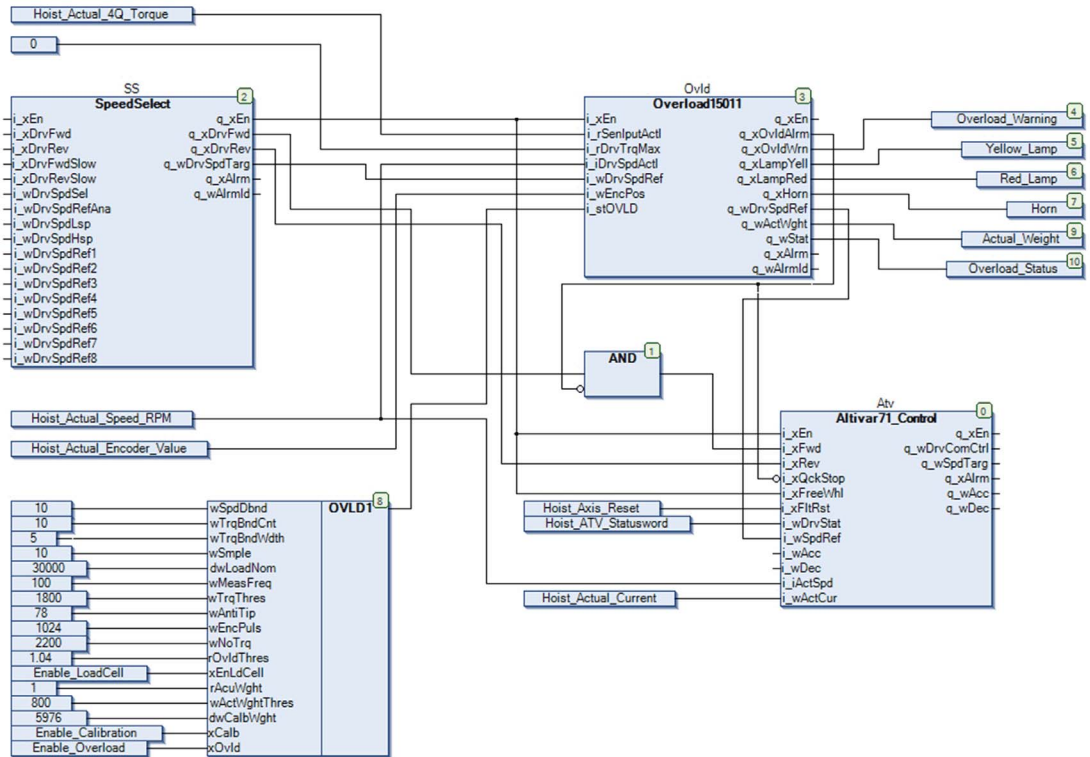 Hoist_Actual_4Q_Torque
0
SS
SpeedSelect
2
i_xEn
q_xEn
i_xDrvFwd
q_xDrvFwd
i_xDrvRev
q_xDrvRev
i_xDrvFwdSlow
q_wDrvSpdTarg
i_xDrvRevSlow
q_xAlrm
i_wDrvSpdSel
q_wAlrmId
i_wDrvSpdRefAna
i_wDrvSpdLsp
i_wDrvSpdHsp
i_wDrvSpdRef1
i_wDrvSpdRef2
i_wDrvSpdRef3
i_wDrvSpdRef4
i_wDrvSpdRef5
i_wDrvSpdRef6
i_wDrvSpdRef7
i_wDrvSpdRef8
Ovld
Overload15011
3
i_xEn
q_xEn
i_rSenIputActl
q_xOvldAlrm
i_rDrvTrqMax
q_xOvldWrn
i_iDrvSpdActl
q_xLampYell
i_wDrvSpdRef
q_xLampRed
i_wEncPos
q_xHorn
i_stOVLD
q_wDrvSpdRef
q_wActWght
q_wStat
q_xAlrm
q_wAlrmId
Overload_Warning
4
Yellow_Lamp
5
Red_Lamp
6
Horn
7
Actual_Weight
9
Overload_Status
10
AND
1
Hoist_Actual_Speed_RPM
Hoist_Actual_Encoder_Value
Atv
Altivar71_Control
0
i_xEn
q_xEn
i_xFwd
q_wDrvComCtrl
i_xRev
q_wSpdTarg
i_xQckStop
q_xAlrm
i_xFreeWhl
q_wAcc
Hoist_Axis_Reset
i_xFltRst
q_wDec
Hoist_ATV_Statusword
i_wDrvStat
i_wSpdRef
i_wAcc
i_wDec
i_iActSpd
Hoist_Actual_Current
i_wActCur
OVLD1
8
10
wSpdDbnd
10
wTrqBndCnt
5
wTrqBndWdth
10
wSmple
30000
dwLoadNom
100
wMeasFreq
1800
wTrqThres
78
wAntiTip
1024
wEncPuls
2200
wNoTrq
1.04
rOvldThres
Enable_LoadCell
xEnLdCell
1
rAcuWght
800
wActWghtThres
5976
dwCalbWght
Enable_Calibration
xCalb
Enable_Overload
xOvld